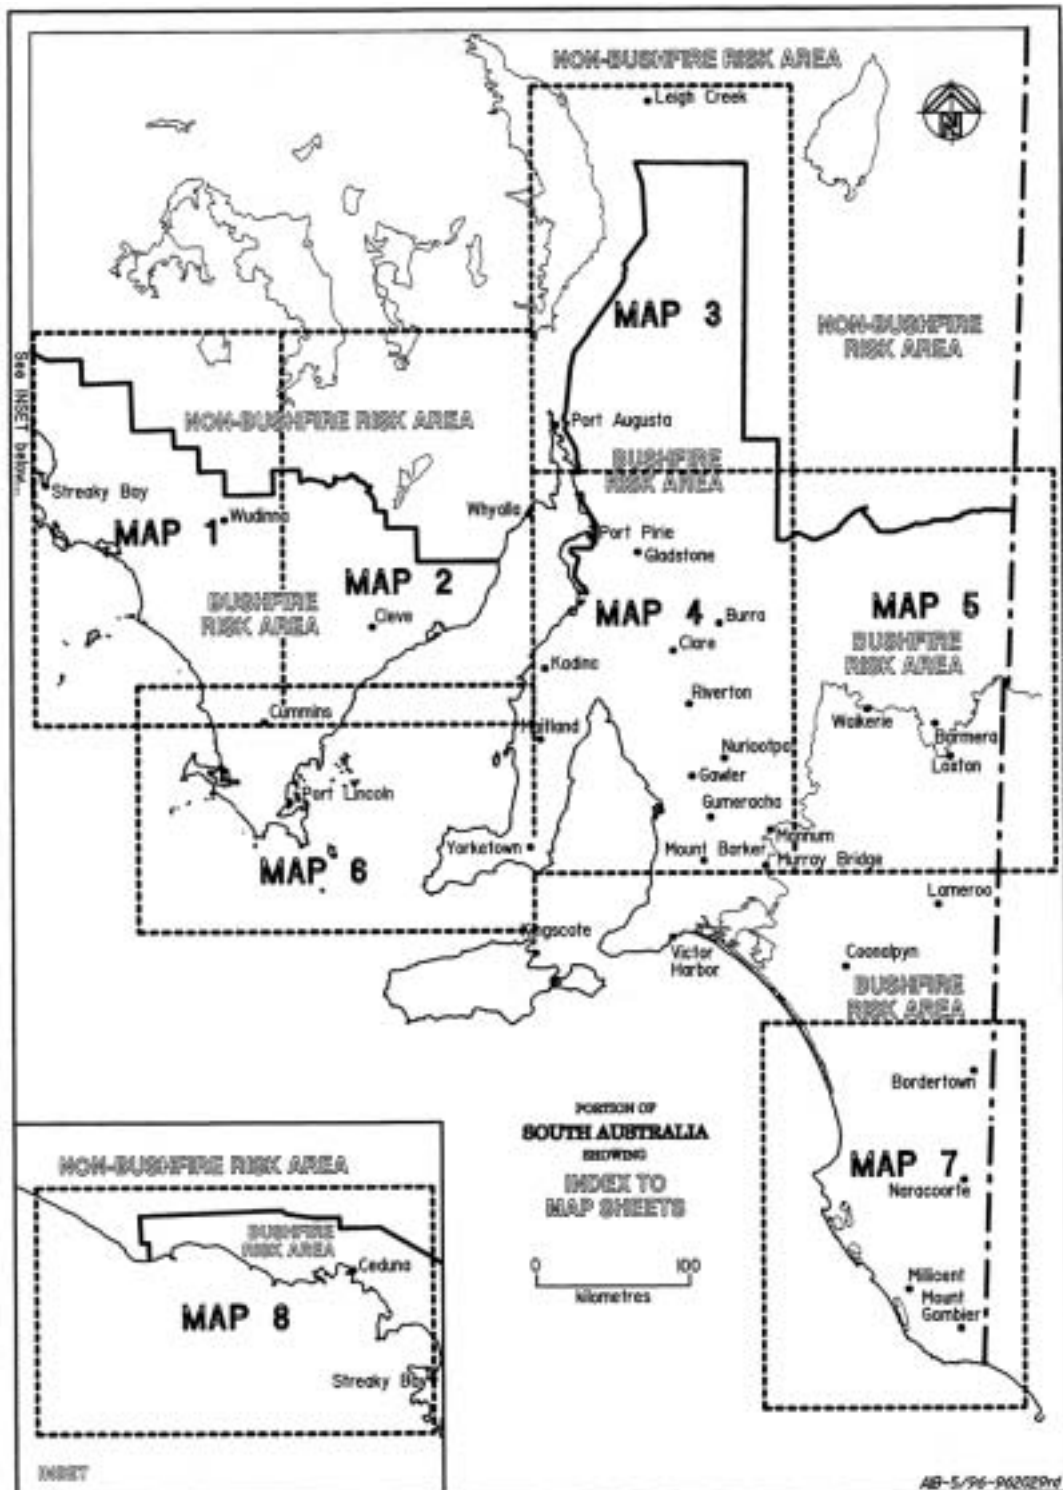 NON-BUSHFIRE RISK AREA
Leigh Creek
N
MAP 3
NON-BUSHFIRE
RISK AREA
See INSET below...
NON-BUSHFIRE RISK AREA
Port Augusta
BUSHFIRE
RISK AREA
Streaky Bay
MAP 1
Wudinna
Whyalla
Port Pirie
Gladstone
MAP 2
BUSHFIRE
RISK AREA
Cleve
MAP 4
Burra
Clare
MAP 5
BUSHFIRE
RISK AREA
Kadina
Riverton
Waikerie
Barmera
Loxton
Cummins
Maitland
Nuriootpa
Gawler
Gumeracha
Port Lincoln
Mannum
Yorketown
Mount Barker
Murray Bridge
MAP 6
Lameroo
Kingscote
Victor
Harbor
Coonalpyn
BUSHFIRE
RISK AREA
Bordertown
PORTION OF
SOUTH AUSTRALIA
SHOWING
INDEX TO
MAP SHEETS
0 100
kilometres
MAP 7
Naracoorte
Millicent
Mount
Gambier
NON-BUSHFIRE RISK AREA
BUSHFIRE
RISK AREA
Ceduna
MAP 8
Streaky Bay
INSET
AB-5/96-962029rd